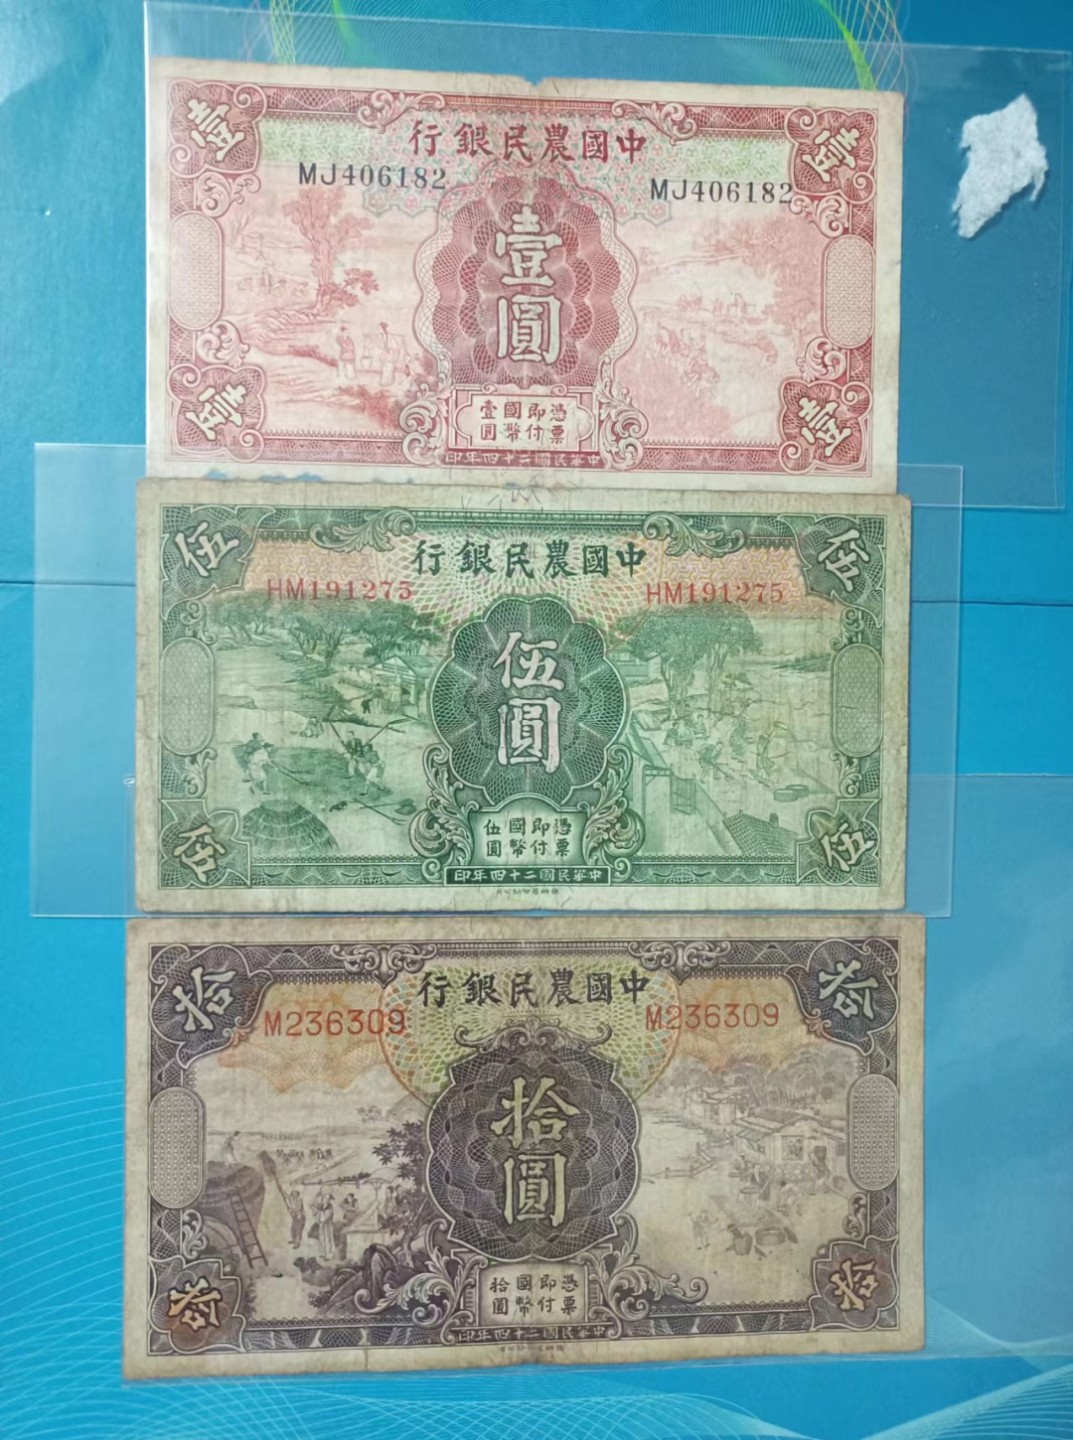 壹 壹
中國農民銀行
MJ406182 MJ406182
壹圓
憑票即付國幣壹圓
壹 壹
中華民國二十四年印
伍 伍
中國農民銀行
HM191275 HM191275
伍圓
憑票即付國幣伍圓
伍 伍
中華民國二十四年印
拾 拾
中國農民銀行
M236309 M236309
拾圓
憑票即付國幣拾圓
拾 拾
中華民國二十四年印